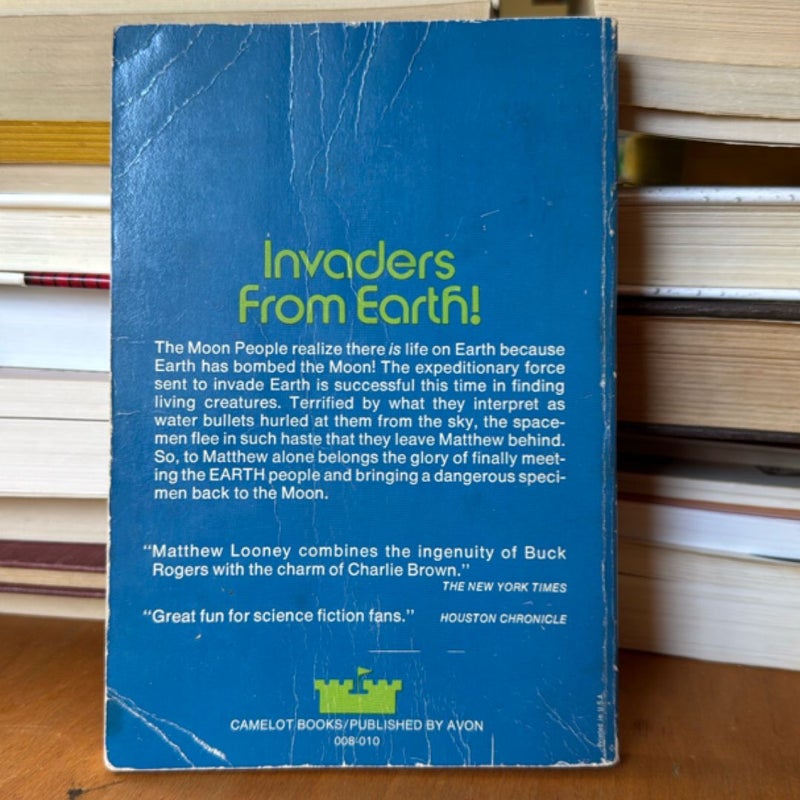 Invaders
From Earth!
The Moon People realize there is life on Earth because
Earth has bombed the Moon! The expeditionary force
sent to invade Earth is successful this time in finding
living creatures. Terrified by what they interpret as
water bullets hurled at them from the sky, the space-
men flee in such haste that they leave Matthew behind.
So, to Matthew alone belongs the glory of finally meet-
ing the EARTH people and bringing a dangerous speci-
men back to the Moon.
“Matthew Looney combines the ingenuity of Buck
Rogers with the charm of Charlie Brown.”
THE NEW YORK TIMES
“Great fun for science fiction fans.” HOUSTON CHRONICLE
CAMELOT BOOKS/PUBLISHED BY AVON
008-010
Printed in U.S.A.